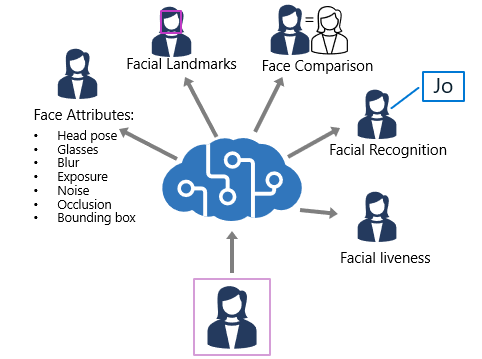 Facial Landmarks
=
Face Comparison
Face Attributes:
• Head pose
• Glasses
• Blur
• Exposure
• Noise
• Occlusion
• Bounding box
Jo
Facial Recognition
Facial liveness